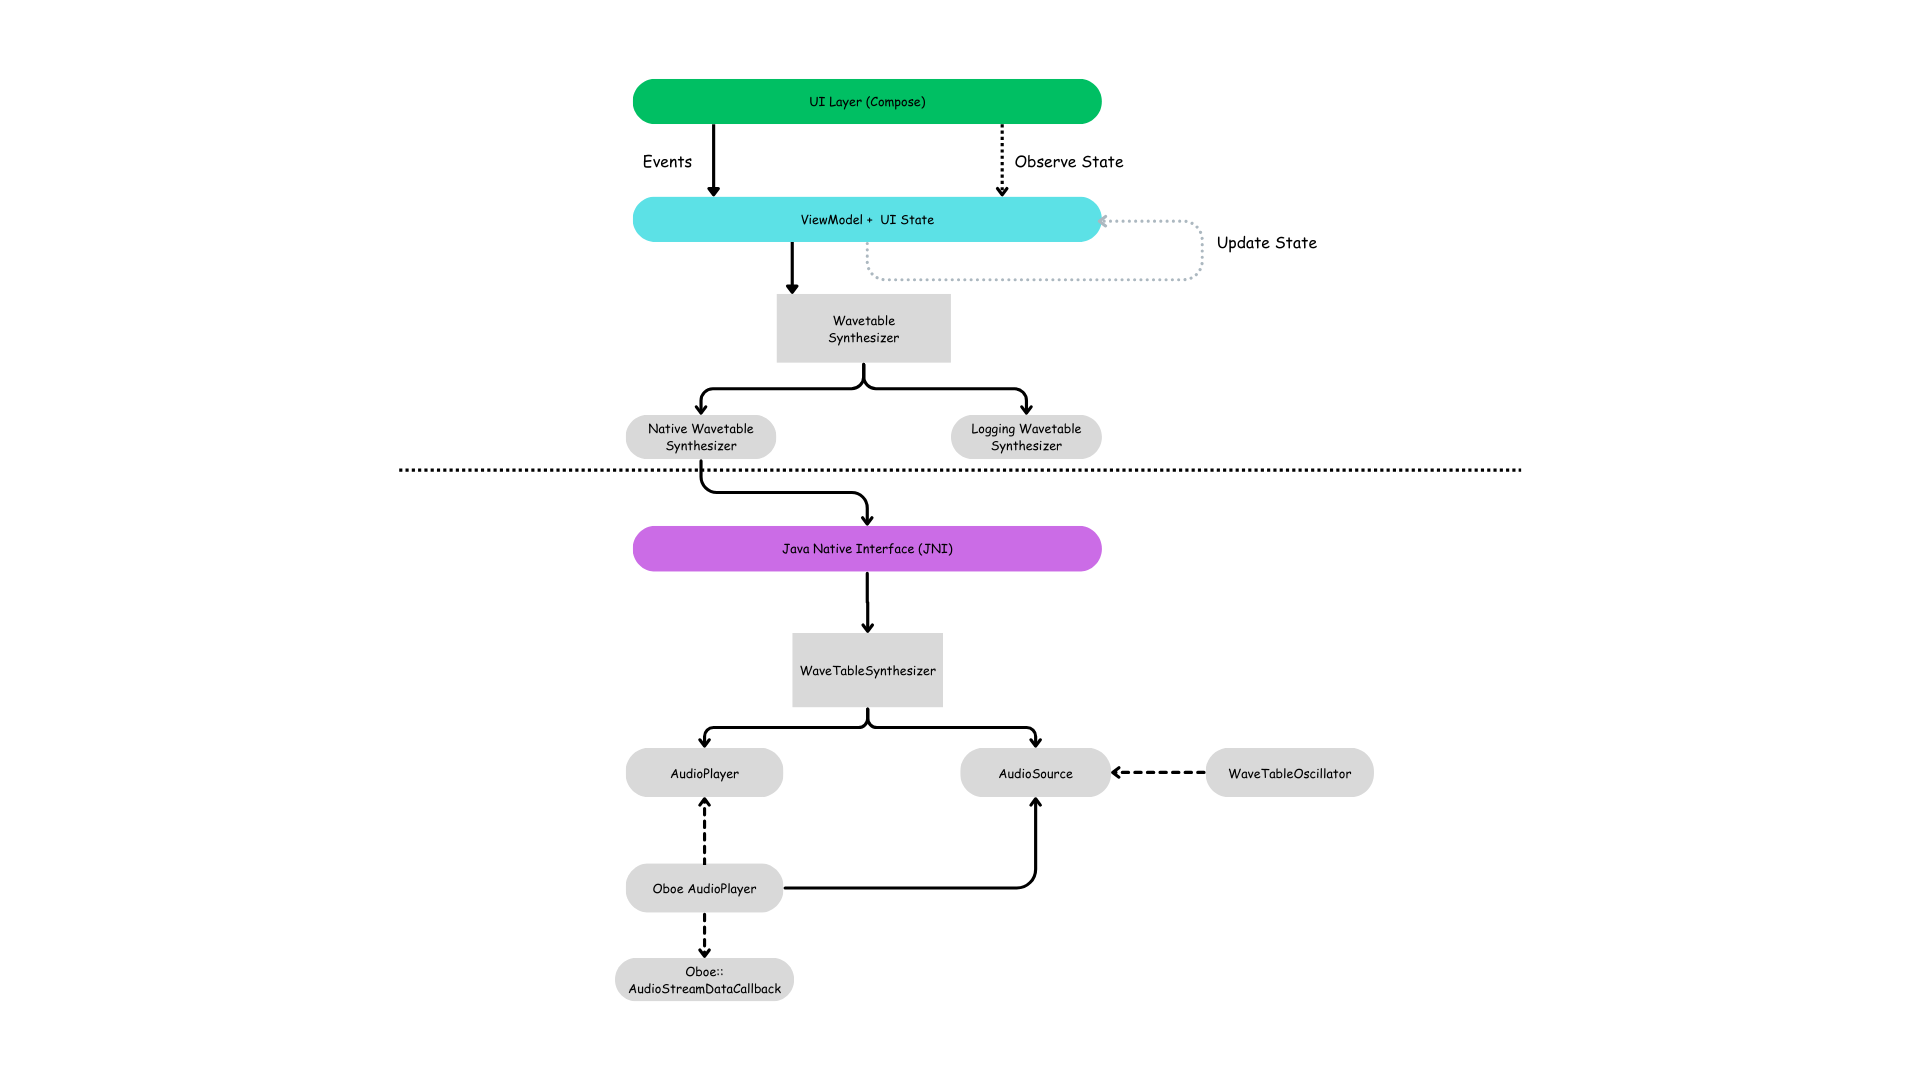 UI Layer (Compose)
Events
Observe State
ViewModel +  UI State
Update State
Wavetable
Synthesizer
Native Wavetable
Synthesizer
Logging Wavetable
Synthesizer
Java Native Interface (JNI)
WaveTableSynthesizer
AudioPlayer
AudioSource
WaveTableOscillator
Oboe AudioPlayer
Oboe::
AudioStreamDataCallback